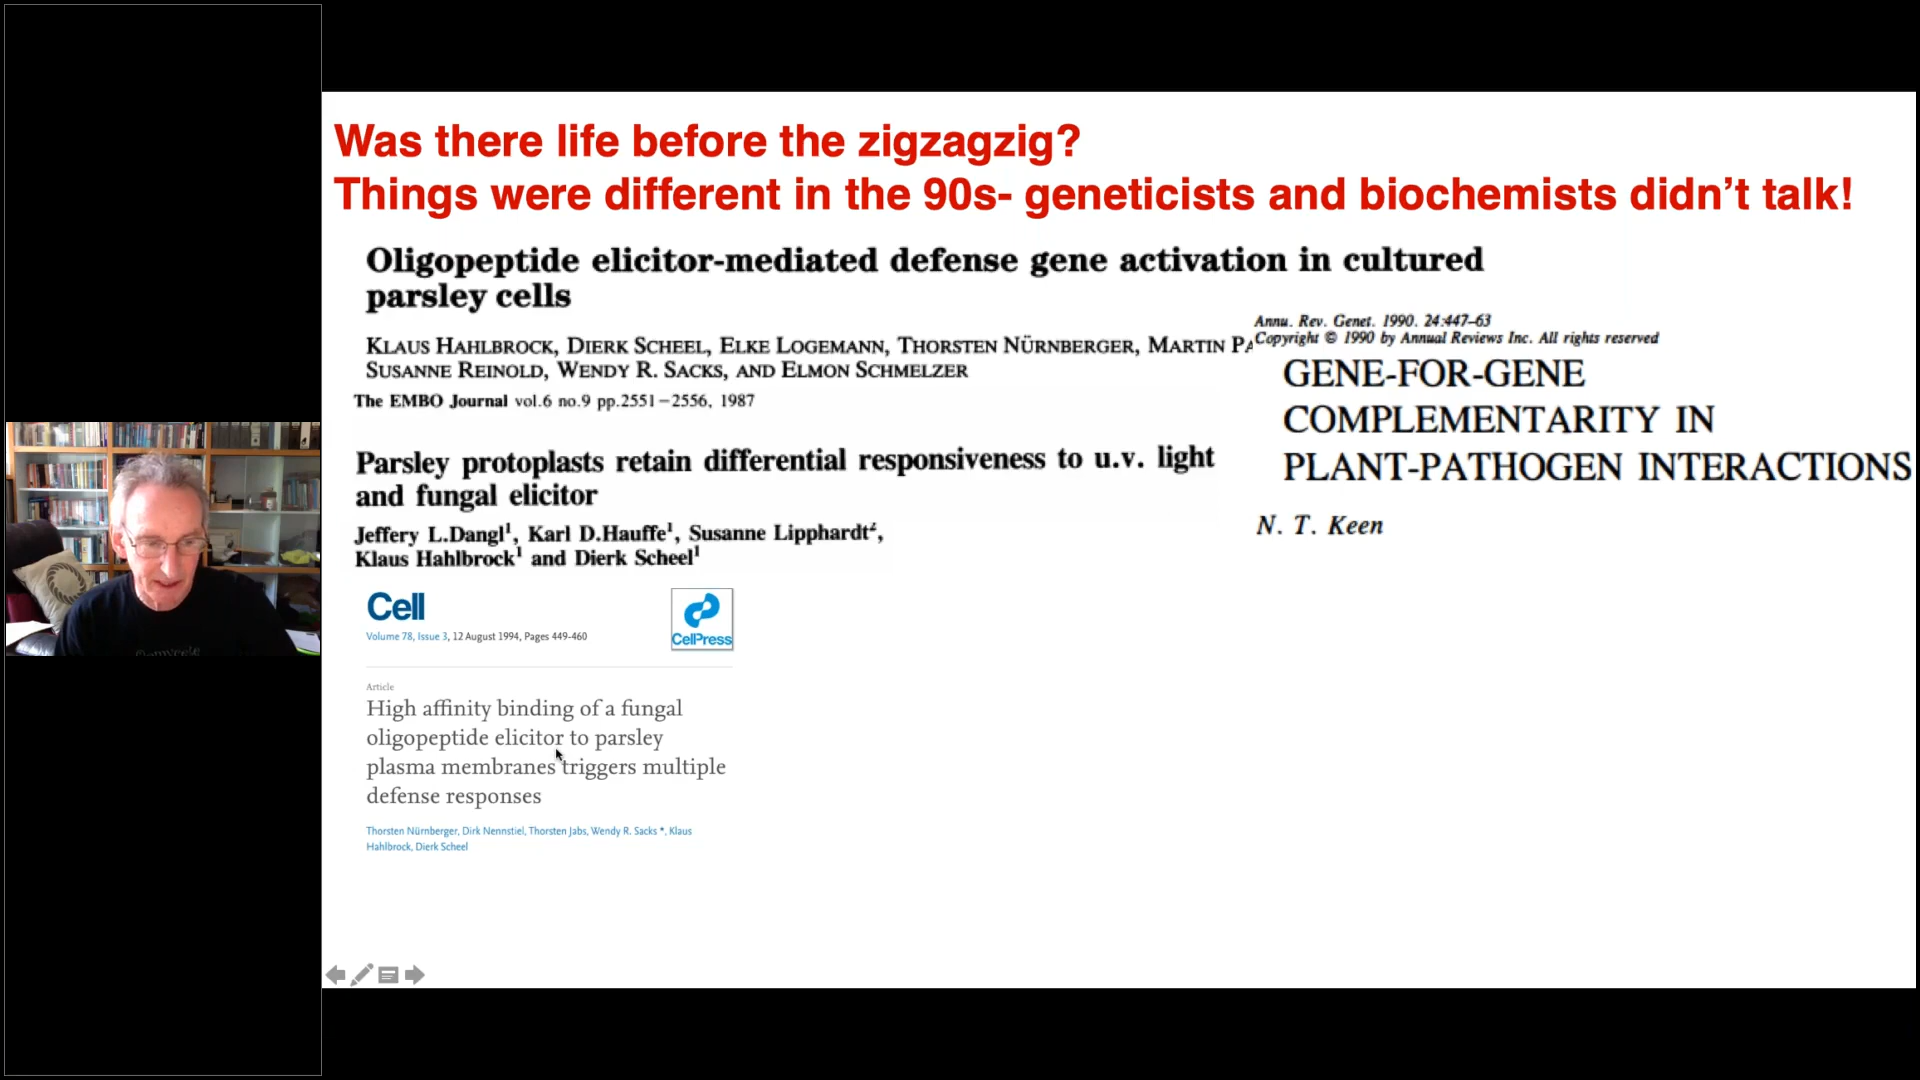 Was there life before the zigzagzig?
Things were different in the 90s- geneticists and biochemists didn't talk!
Oligopeptide elicitor-mediated defense gene activation in cultured
parsley cells
KLAUS HAHLBROCK, DIERK SCHEEL, ELKE LOGEMANN, THORSTEN NÜRNBERGER, MARTIN PA
SUSANNE REINOLD, WENDY R. SACKS, AND ELMON SCHMELZER
The EMBO Journal vol.6 no.9 pp.2551–2556, 1987
Parsley protoplasts retain differential responsiveness to u.v. light
and fungal elicitor
Jeffery L.Dangl¹, Karl D.Hauffe¹, Susanne Lipphardt²,
Klaus Hahlbrock¹ and Dierk Scheel¹
Cell
CellPress
Volume 78, Issue 3, 12 August 1994, Pages 449-460
Article
High affinity binding of a fungal
oligopeptide elicitor to parsley
plasma membranes triggers multiple
defense responses
Thorsten Nürnberger, Dirk Nennstiel, Thorsten Jabs, Wendy R. Sacks *, Klaus
Hahlbrock, Dierk Scheel
Annu. Rev. Genet. 1990. 24:447–63
Copyright © 1990 by Annual Reviews Inc. All rights reserved
GENE-FOR-GENE
COMPLEMENTARITY IN
PLANT-PATHOGEN INTERACTIONS
N. T. Keen